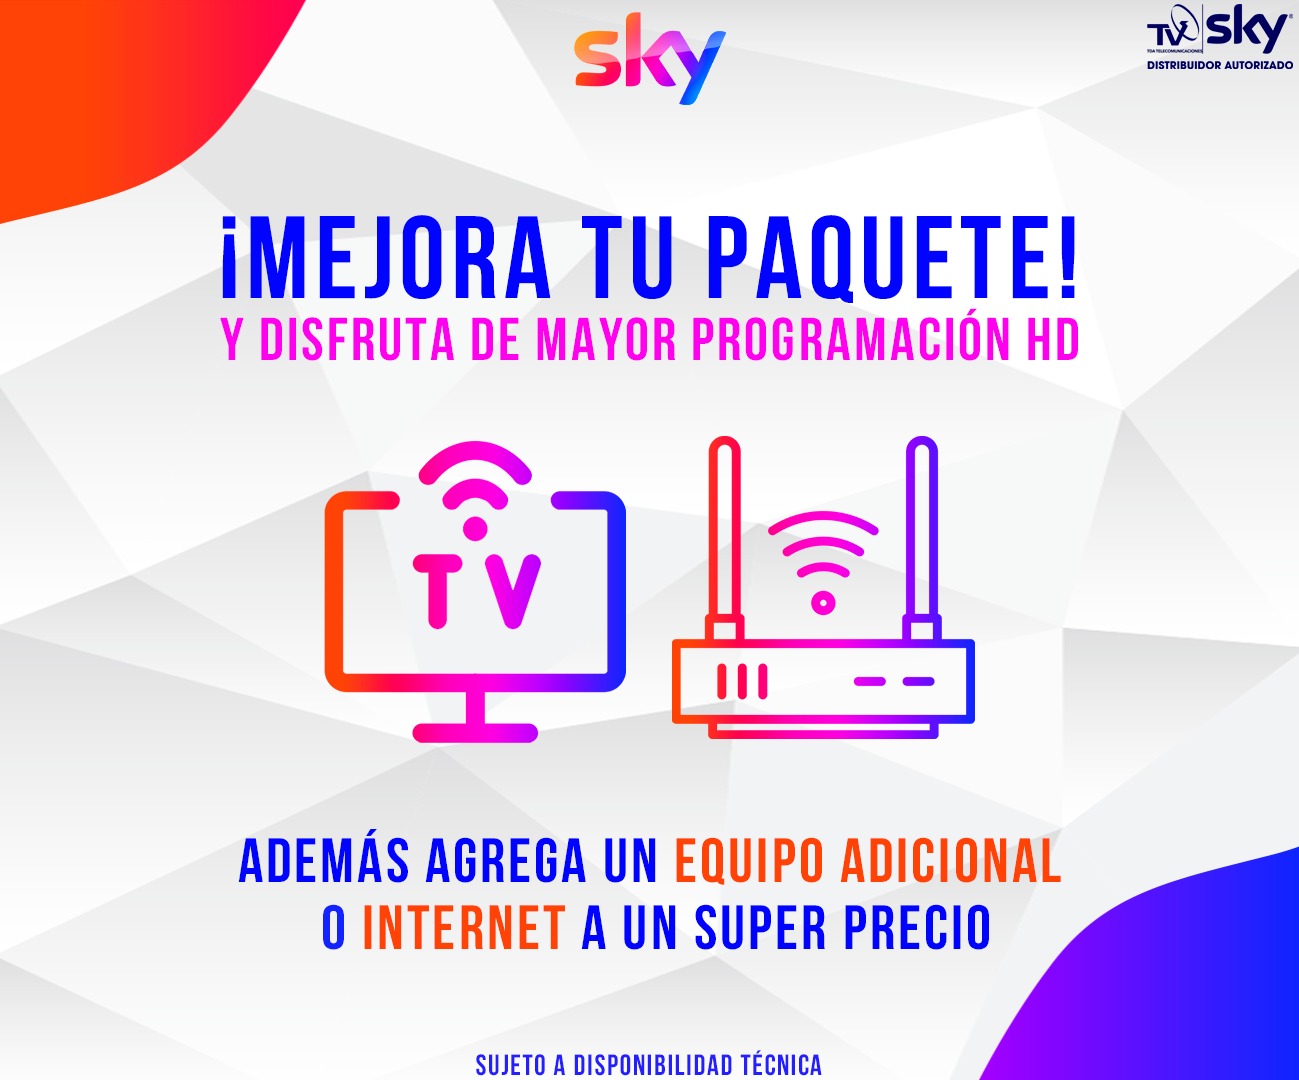 sky
TV sky
TDA TELECOMUNICACIONES
DISTRIBUIDOR AUTORIZADO
¡MEJORA TU PAQUETE!
Y DISFRUTA DE MAYOR PROGRAMACIÓN HD
TV
ADEMÁS AGREGA UN EQUIPO ADICIONAL
O INTERNET A UN SUPER PRECIO
SUJETO A DISPONIBILIDAD TÉCNICA